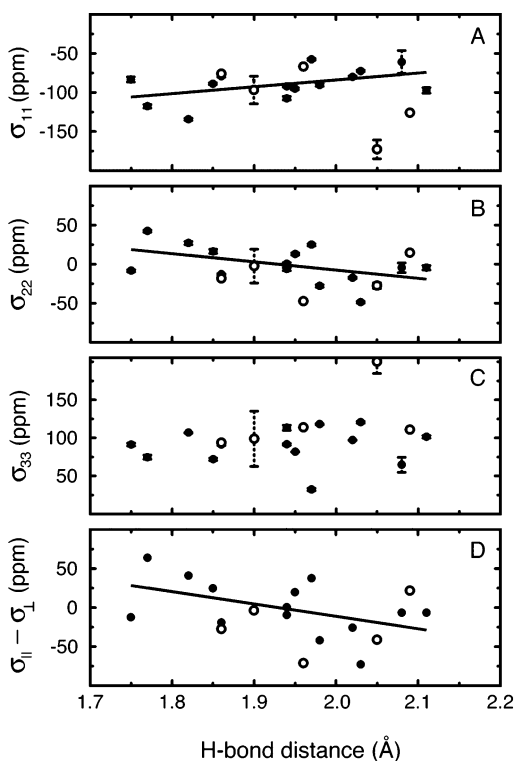 A
-50
-100
-150
σ11 (ppm)
B
50
0
-50
σ22 (ppm)
C
150
100
50
σ33 (ppm)
D
50
0
-50
σ|| − σ⊥ (ppm)
1.7 1.8 1.9 2.0 2.1 2.2
H-bond distance (Å)